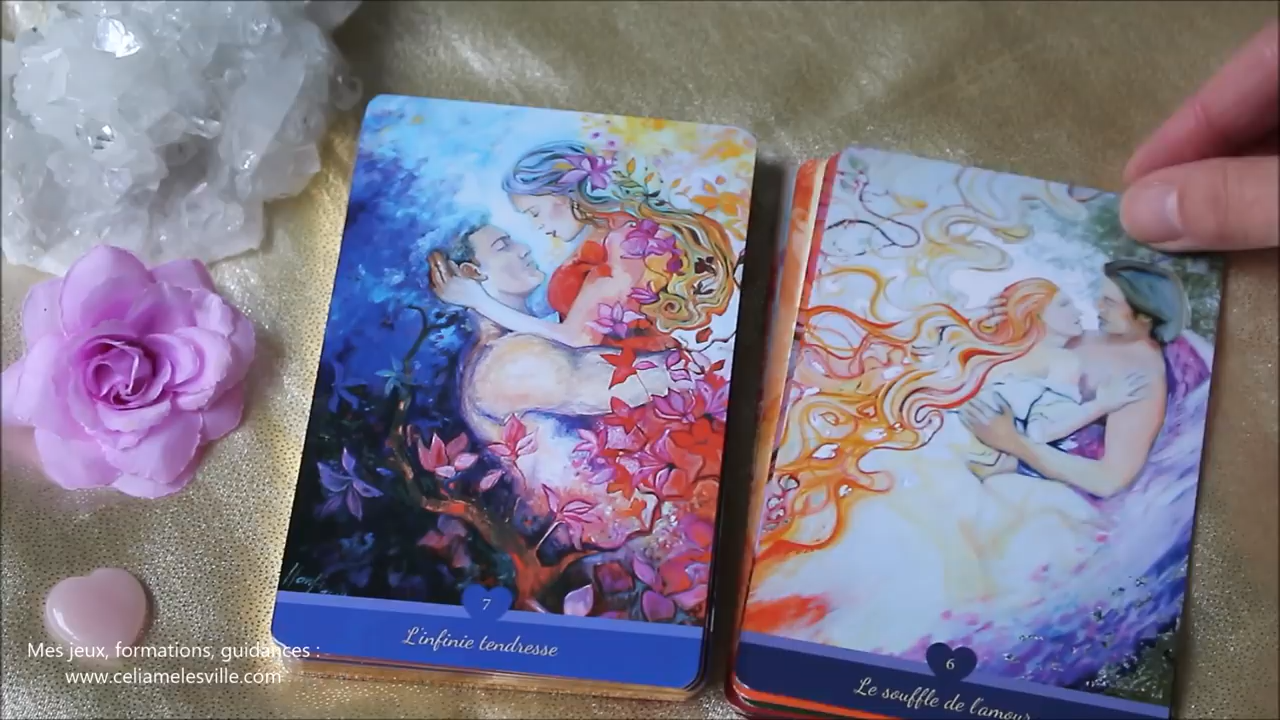 7
L'infinie tendresse
6
Le souffle de l'amour
Mes jeux, formations, guidances :
www.celiamelesville.com